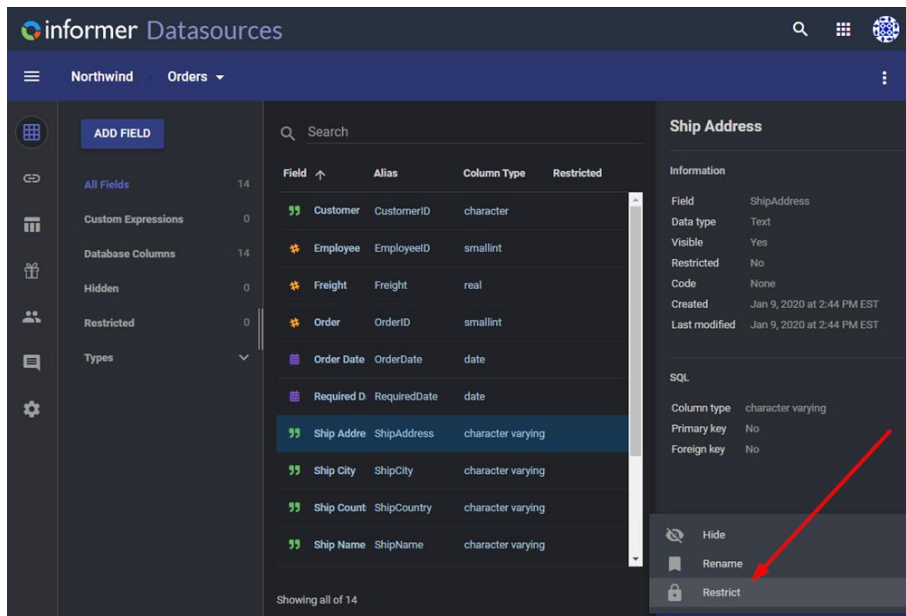 informer Datasources
Northwind Orders
ADD FIELD
All Fields 14
Custom Expressions 0
Database Columns 14
Hidden 0
Restricted 0
Types
Search
Field Alias Column Type Restricted
Customer CustomerID character
Employee EmployeeID smallint
Freight Freight real
Order OrderID smallint
Order Date OrderDate date
Required D RequiredDate date
Ship Addre ShipAddress character varying
Ship City ShipCity character varying
Ship Count ShipCountry character varying
Ship Name ShipName character varying
Showing all of 14
Ship Address
Information
Field ShipAddress
Data type Text
Visible Yes
Restricted No
Code None
Created Jan 9, 2020 at 2:44 PM EST
Last modified Jan 9, 2020 at 2:44 PM EST
SQL
Column type character varying
Primary key No
Foreign key No
Hide
Rename
Restrict